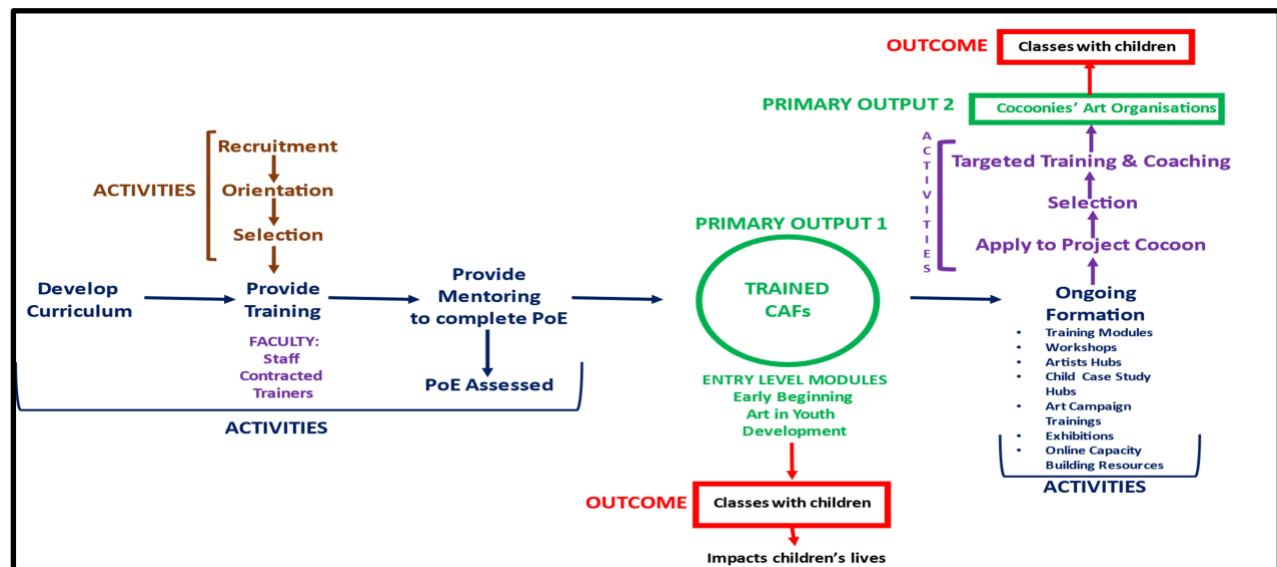 OUTCOME
Classes with children
PRIMARY OUTPUT 2
Cocoonies' Art Organisations
ACTIVITIES
Targeted Training & Coaching
Selection
Apply to Project Cocoon
ACTIVITIES
Recruitment
Orientation
Selection
Develop
Curriculum
Provide
Training
FACULTY:
Staff
Contracted
Trainers
Provide
Mentoring
to complete PoE
PoE Assessed
ACTIVITIES
PRIMARY OUTPUT 1
TRAINED
CAFs
ENTRY LEVEL MODULES
Early Beginning
Art in Youth
Development
OUTCOME
Classes with children
Impacts children's lives
Ongoing
Formation
• Training Modules
• Workshops
• Artists Hubs
• Child Case Study
Hubs
• Art Campaign
Trainings
• Exhibitions
• Online Capacity
Building Resources
ACTIVITIES